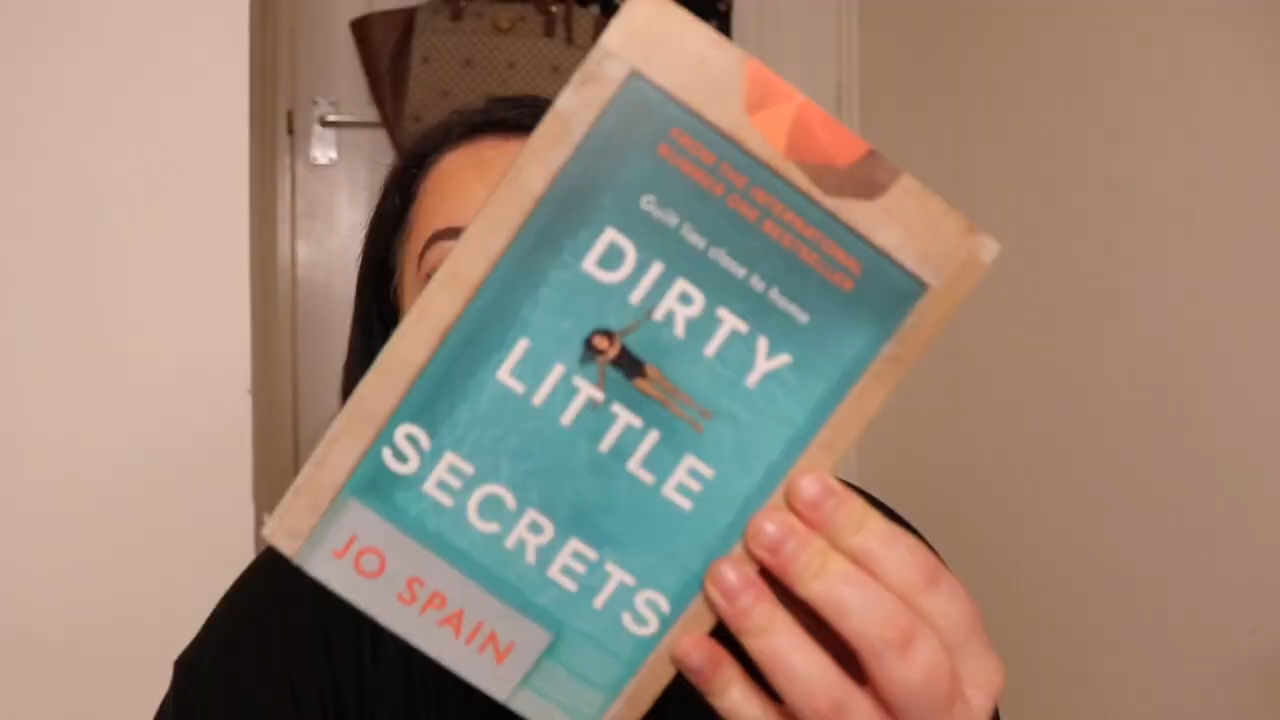 FROM THE INTERNATIONAL
NUMBER ONE BESTSELLER
Guilt lies close to home
DIRTY
LITTLE
SECRETS
JO SPAIN